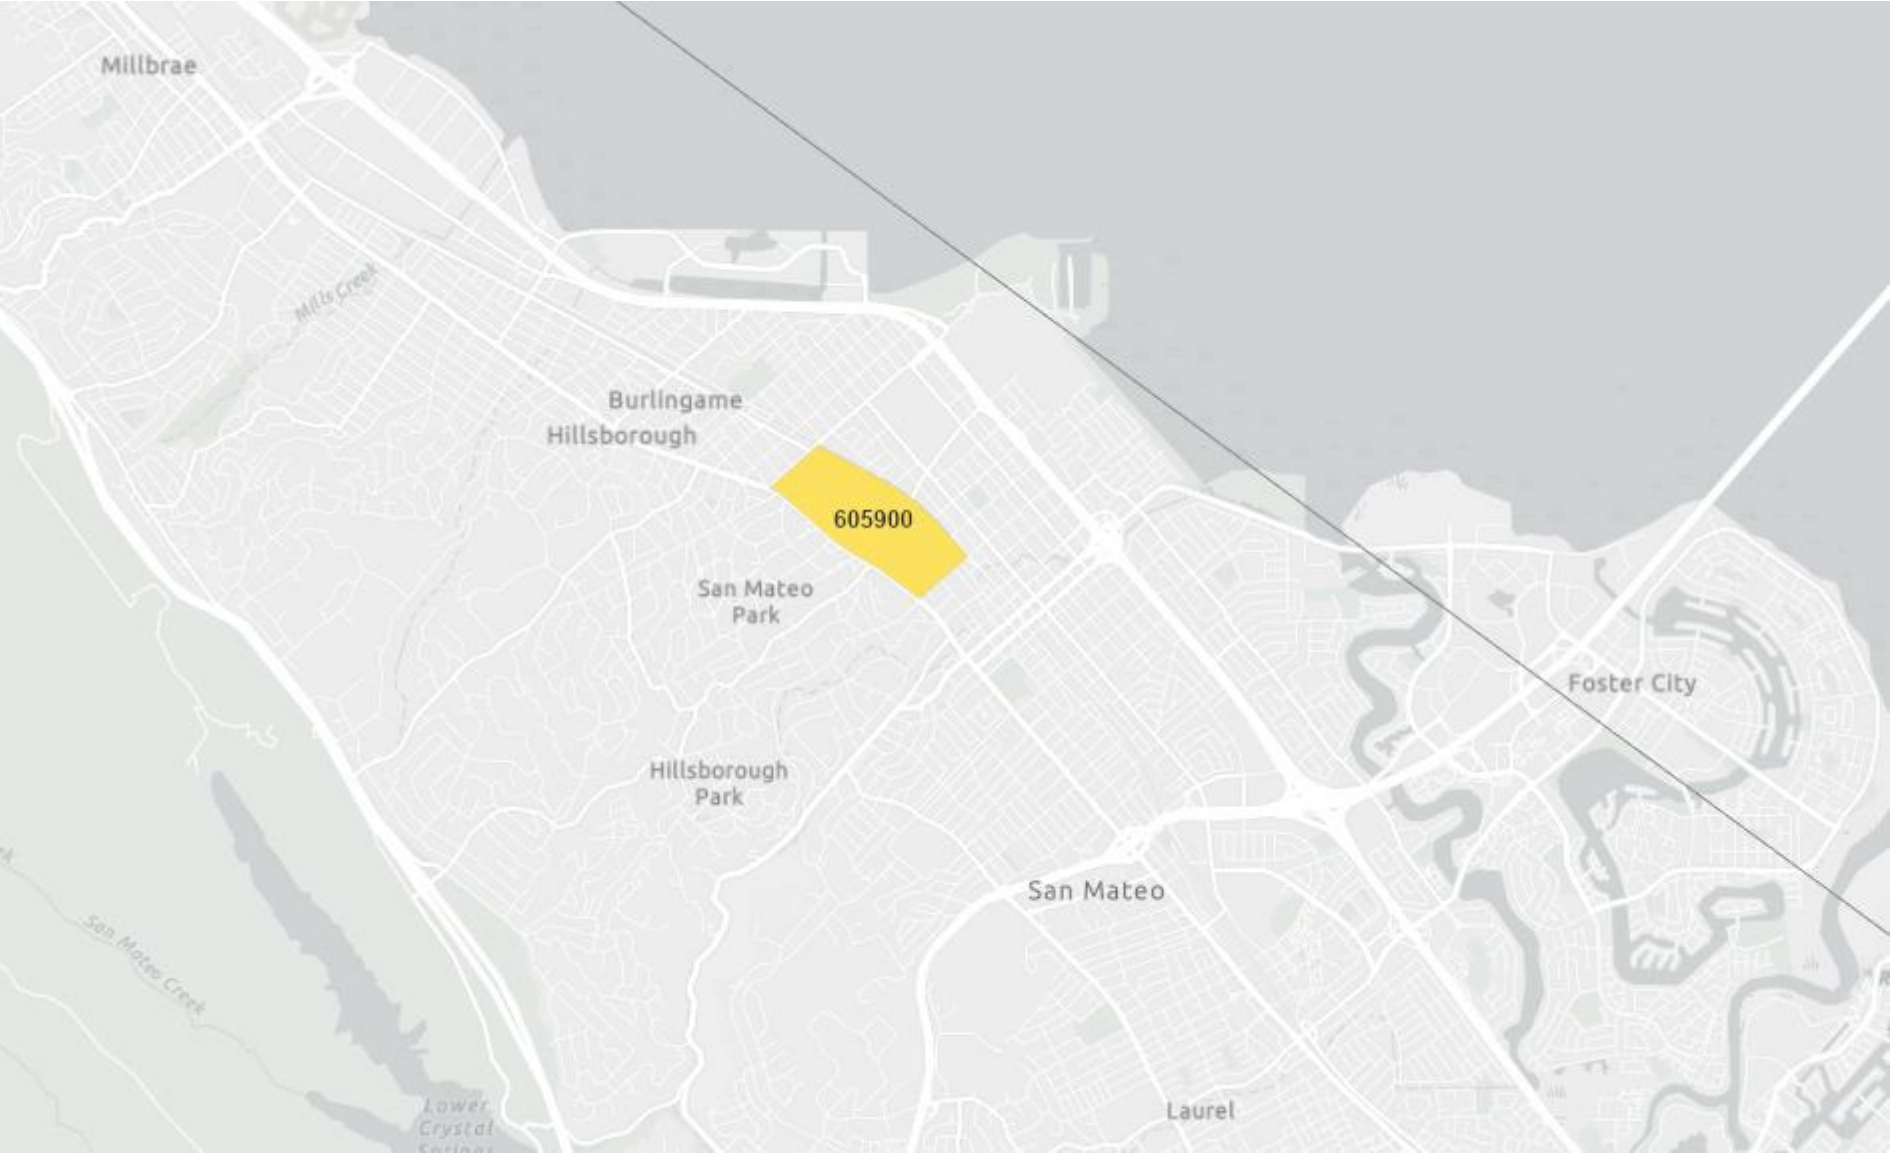 Millbrae
Mills Creek
Burlingame
Hillsborough
605900
San Mateo
Park
Foster City
Hillsborough
Park
San Mateo
San Mateo Creek
Lower
Crystal
Springs
Laurel